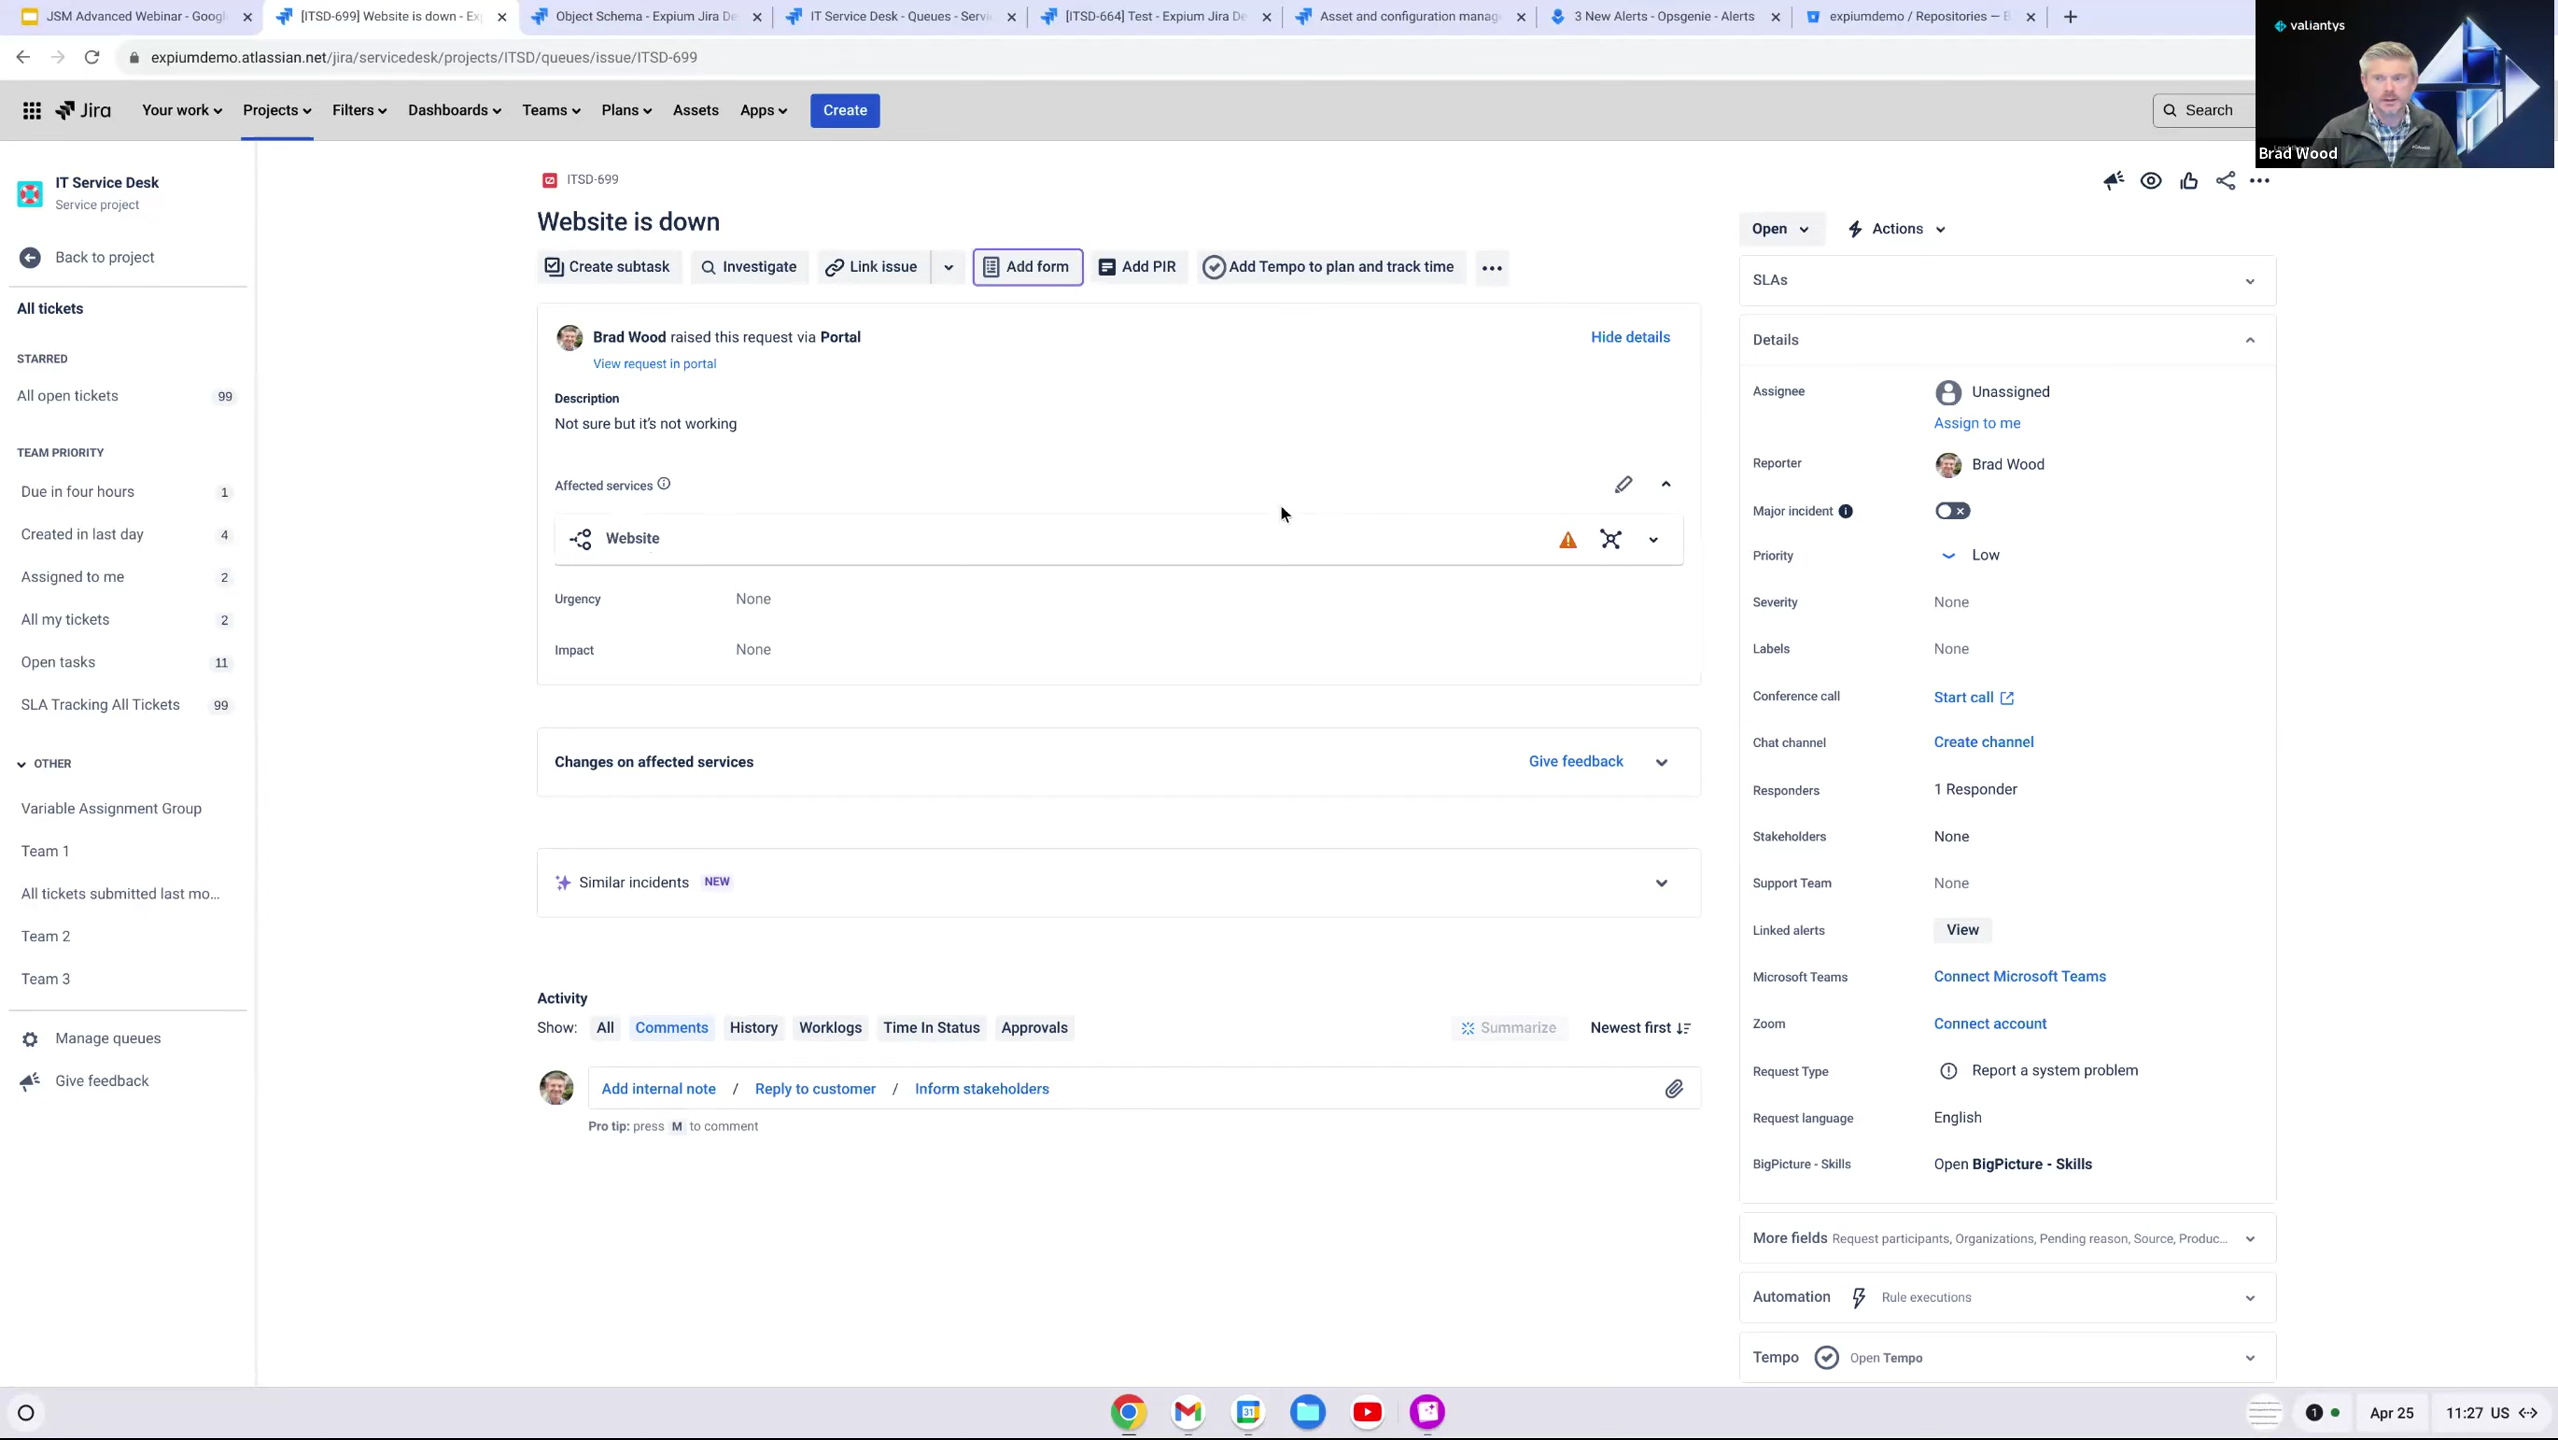 JSM Advanced Webinar - Googl
[ITSD-699] Website is down - Ex
Object Schema - Expium Jira De
IT Service Desk - Queues - Servi
[ITSD-664] Test - Expium Jira De
Asset and configuration manag
3 New Alerts - Opsgenie - Alerts
expiumdemo / Repositories — B
valiantys
Brad Wood
expiumdemo.atlassian.net/jira/servicedesk/projects/ITSD/queues/issue/ITSD-699
Jira
Your work
Projects
Filters
Dashboards
Teams
Plans
Assets
Apps
Create
Search
IT Service Desk
Service project
Back to project
All tickets
STARRED
All open tickets 99
TEAM PRIORITY
Due in four hours 1
Created in last day 4
Assigned to me 2
All my tickets 2
Open tasks 11
SLA Tracking All Tickets 99
OTHER
Variable Assignment Group
Team 1
All tickets submitted last mo...
Team 2
Team 3
Manage queues
Give feedback
ITSD-699
Website is down
Create subtask
Investigate
Link issue
Add form
Add PIR
Add Tempo to plan and track time
Brad Wood raised this request via Portal
Hide details
View request in portal
Description
Not sure but it's not working
Affected services
Website
Urgency None
Impact None
Changes on affected services
Give feedback
Similar incidents NEW
Activity
Show: All Comments History Worklogs Time In Status Approvals
Summarize
Newest first
Add internal note / Reply to customer / Inform stakeholders
Pro tip: press M to comment
Open
Actions
SLAs
Details
Assignee Unassigned
Assign to me
Reporter Brad Wood
Major incident
Priority Low
Severity None
Labels None
Conference call Start call
Chat channel Create channel
Responders 1 Responder
Stakeholders None
Support Team None
Linked alerts View
Microsoft Teams Connect Microsoft Teams
Zoom Connect account
Request Type Report a system problem
Request language English
BigPicture - Skills Open BigPicture - Skills
More fields Request participants, Organizations, Pending reason, Source, Produc...
Automation Rule executions
Tempo Open Tempo
31
1
Apr 25
11:27 US